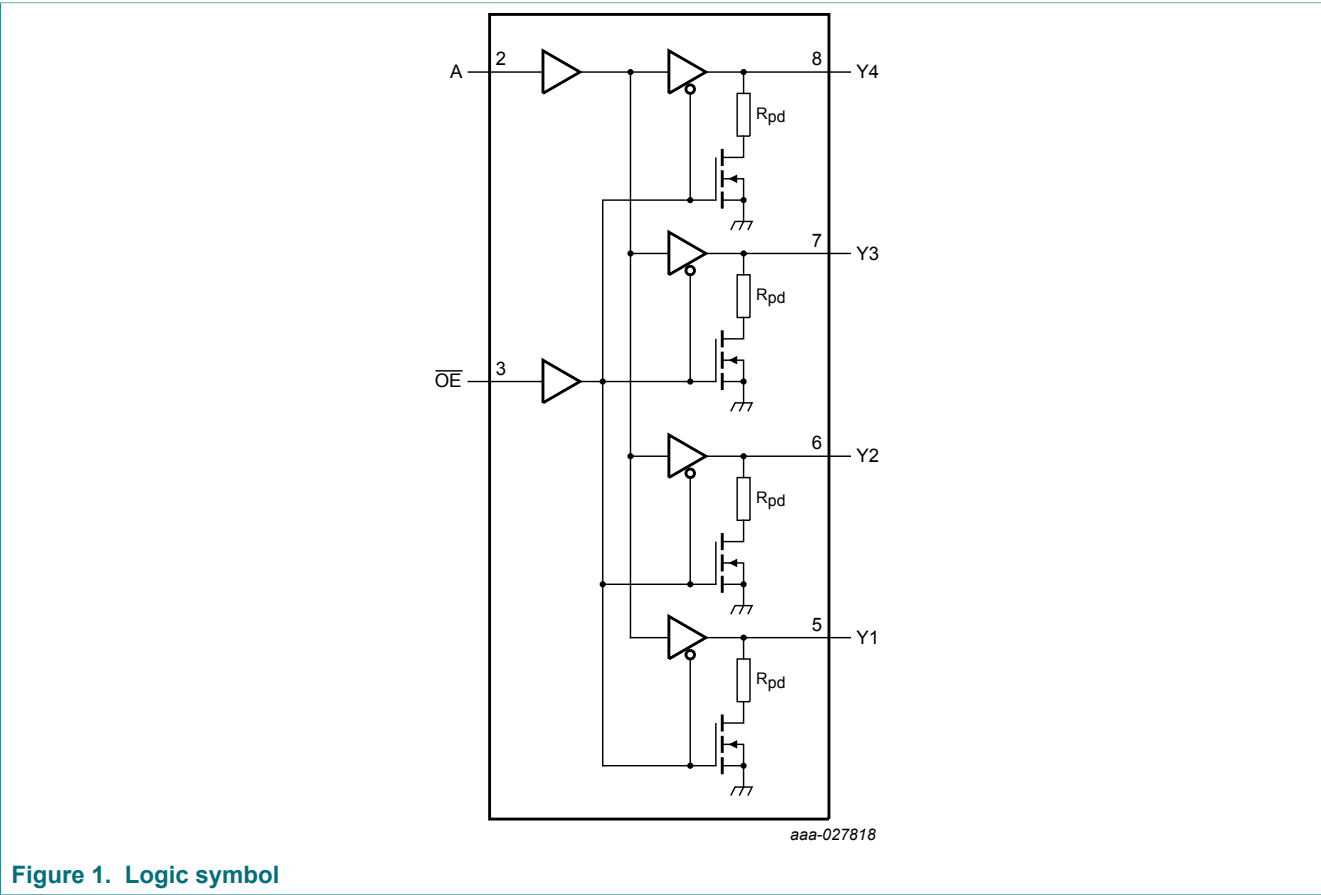 A 2 8 Y4
Rpd
7 Y3
Rpd
OE 3
6 Y2
Rpd
5 Y1
Rpd
aaa-027818
Figure 1. Logic symbol